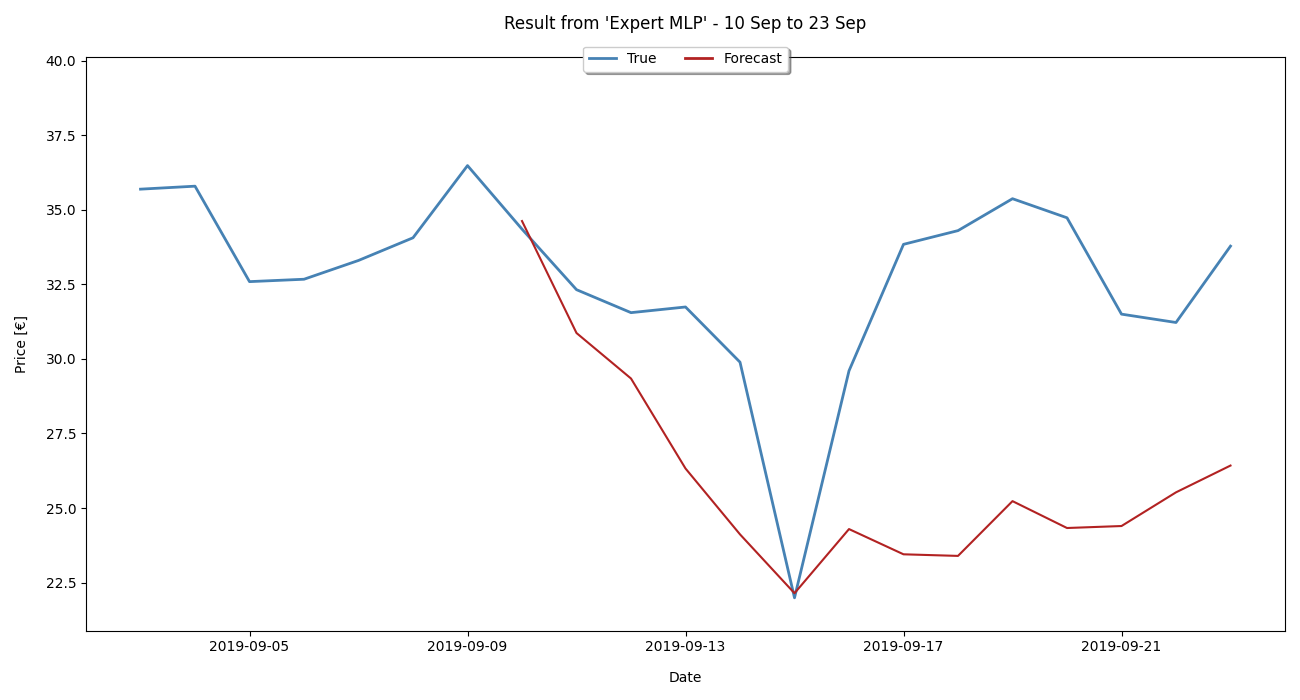 Result from 'Expert MLP' - 10 Sep to 23 Sep
True Forecast
40.0
37.5
35.0
32.5
30.0
27.5
25.0
22.5
Price [€]
2019-09-05 2019-09-09 2019-09-13 2019-09-17 2019-09-21
Date